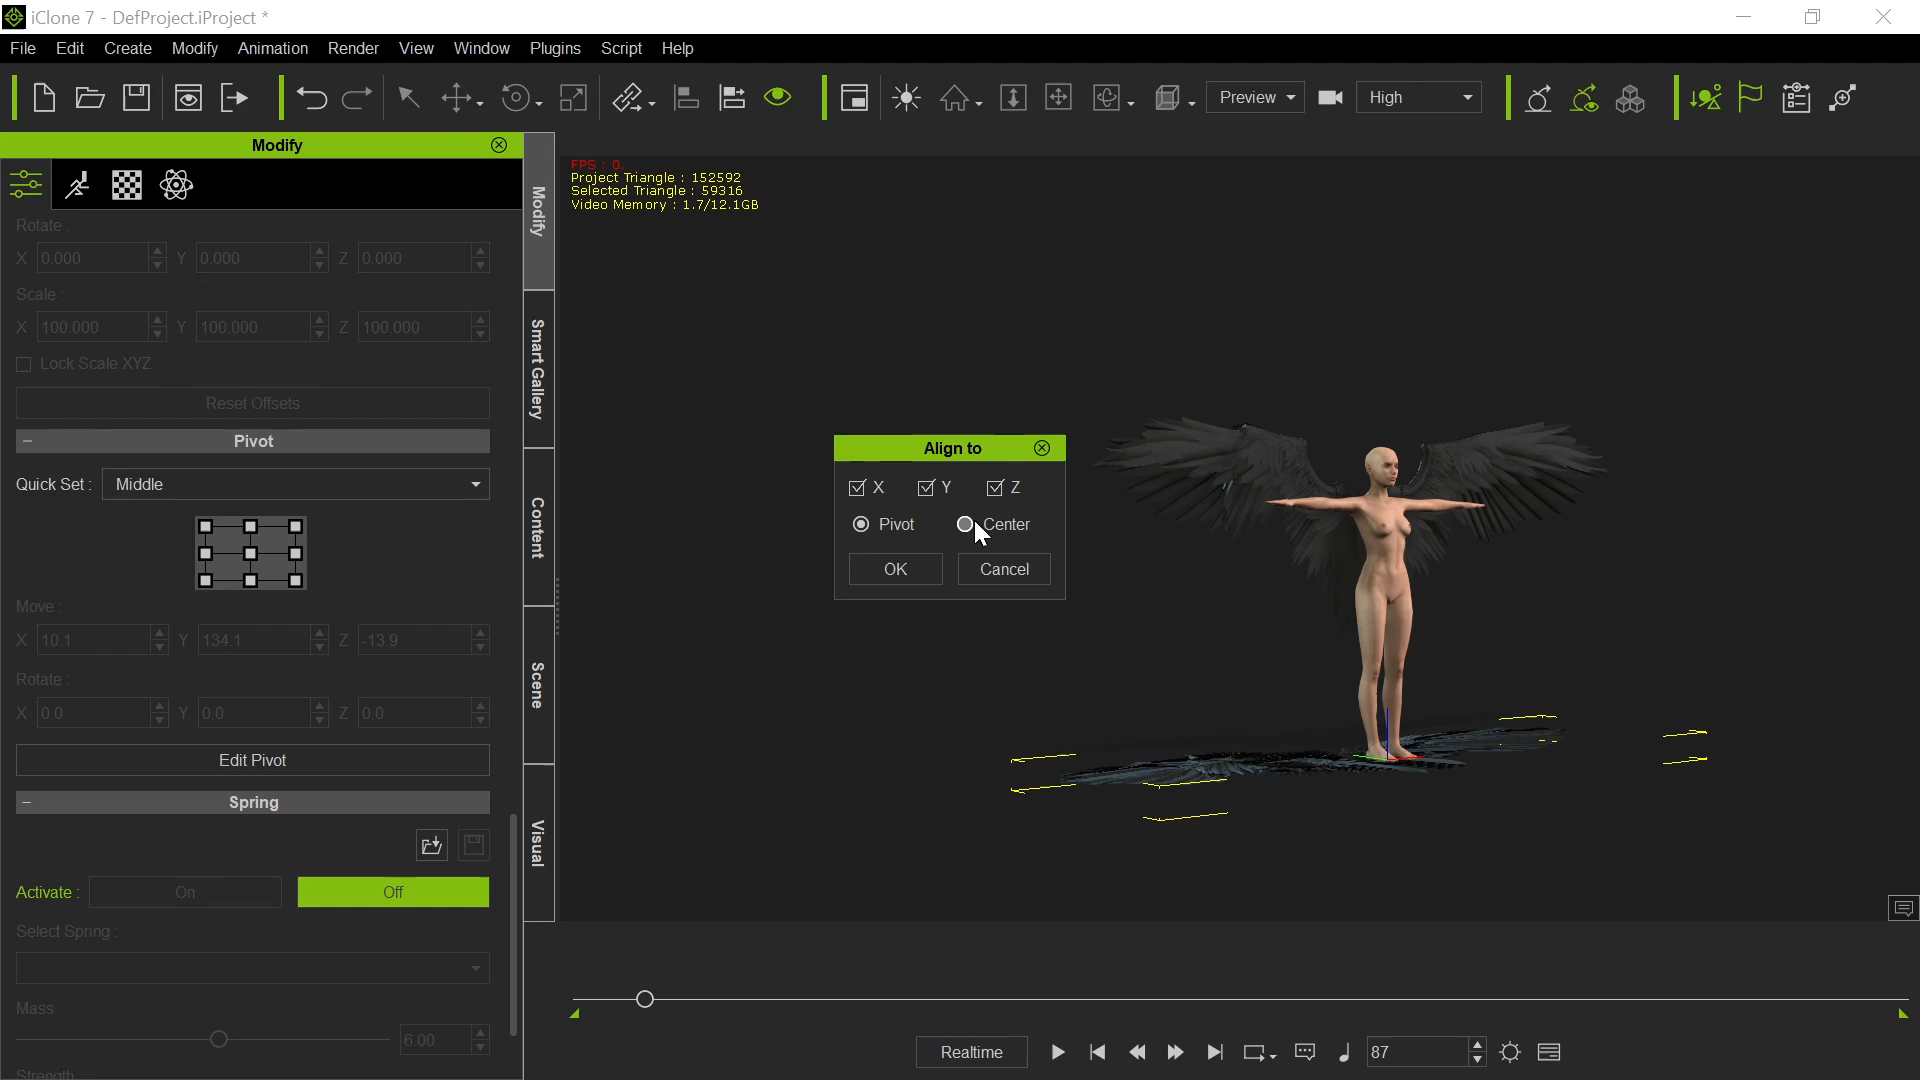 iClone 7 - DefProject.iProject *
File Edit Create Modify Animation Render View Window Plugins Script Help
Preview High
Modify
Rotate :
X 0.000 Y 0.000 Z 0.000
Scale :
X 100.000 Y 100.000 Z 100.000
Lock Scale XYZ
Reset Offsets
Pivot
Quick Set : Middle
Move :
X 10.1 Y 134.1 Z -13.9
Rotate :
X 0.0 Y 0.0 Z 0.0
Edit Pivot
Spring
Activate : On Off
Select Spring :
Mass
6.00
Strength
Modify
Smart Gallery
Content
Scene
Visual
FPS : 0
Project Triangle : 152592
Selected Triangle : 59316
Video Memory : 1.7/12.1GB
Align to
X Y Z
Pivot Center
OK Cancel
Realtime 87